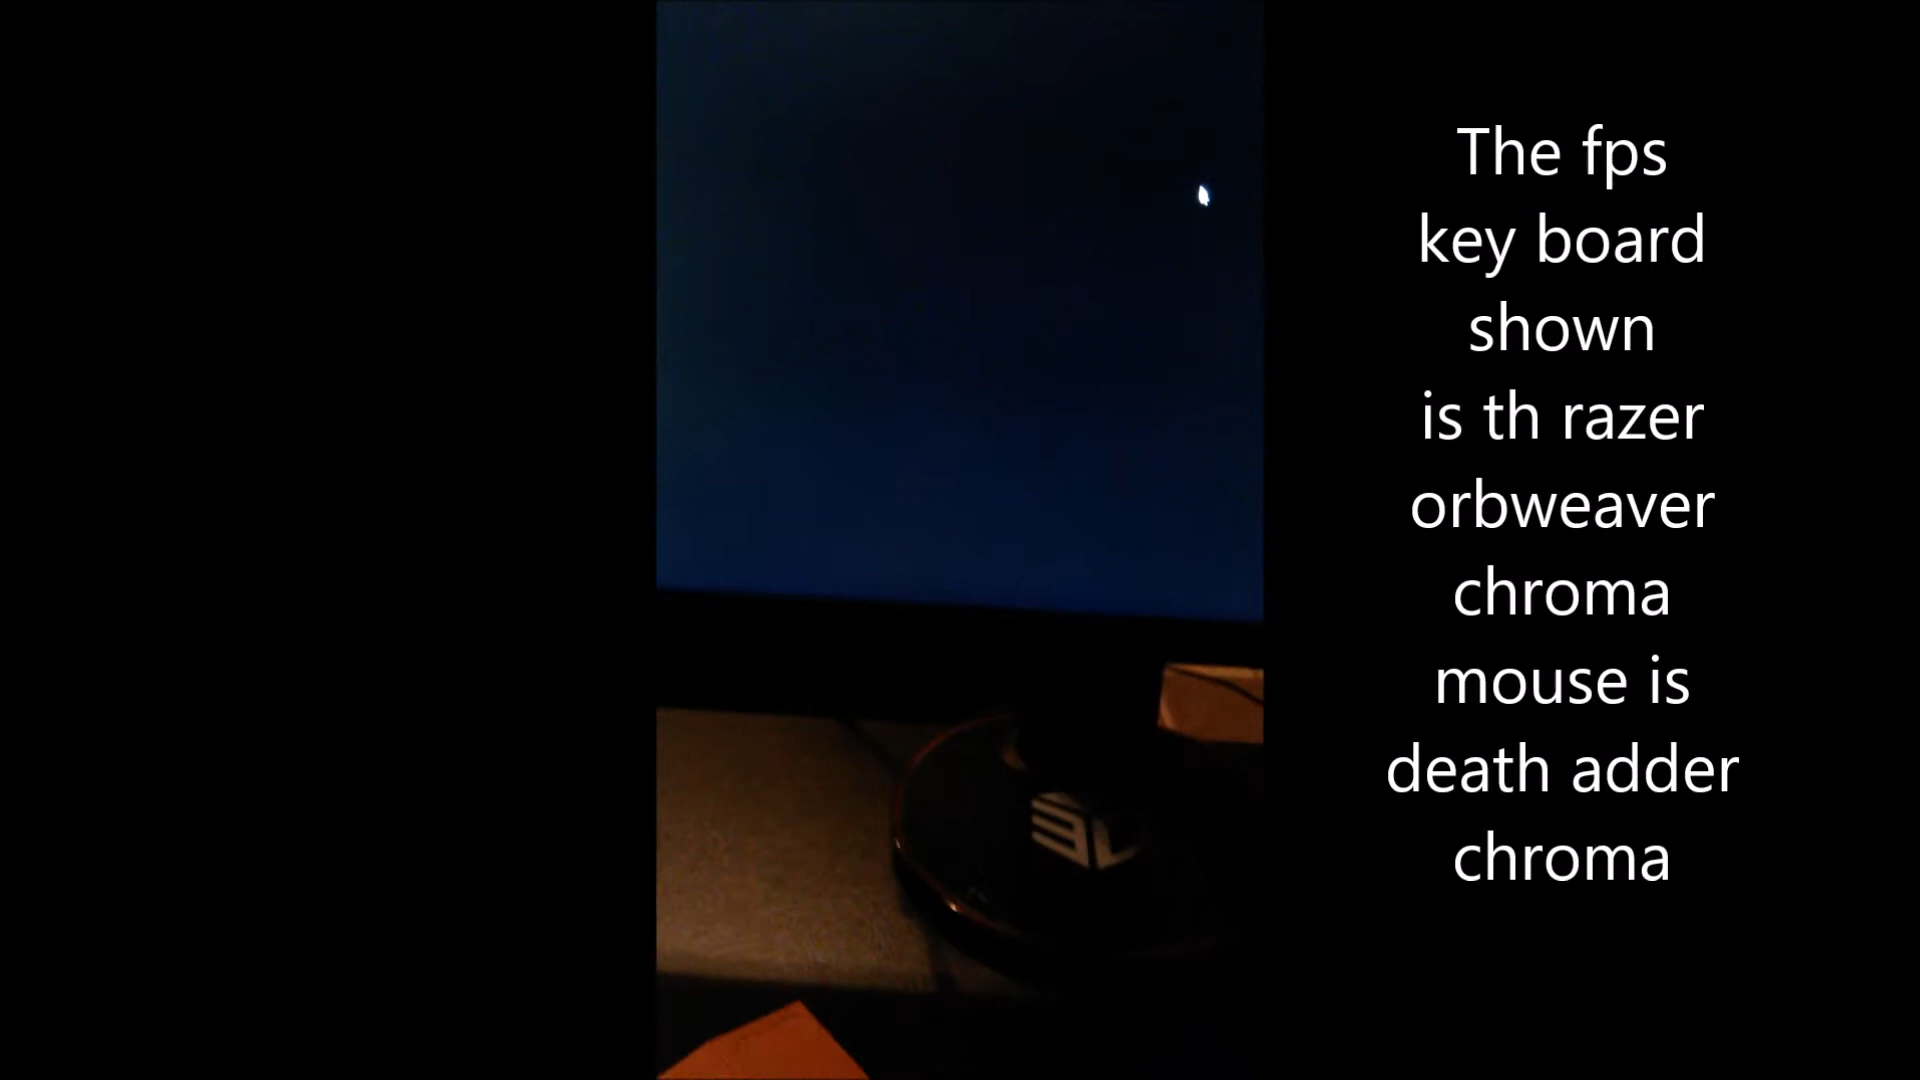 The fps
key board
shown
is th razer
orbweaver
chroma
mouse is
death adder
chroma